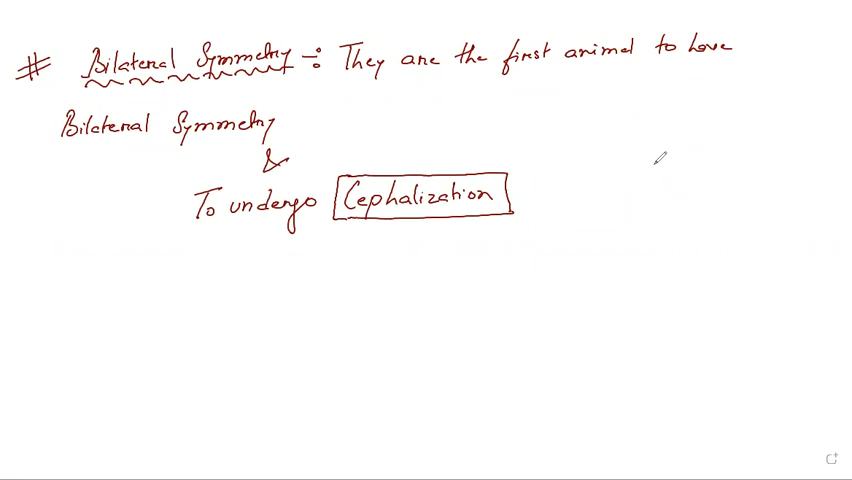 # Bilateral Symmetry :- They are the first animal to have
Bilateral Symmetry
&
To undergo Cephalization